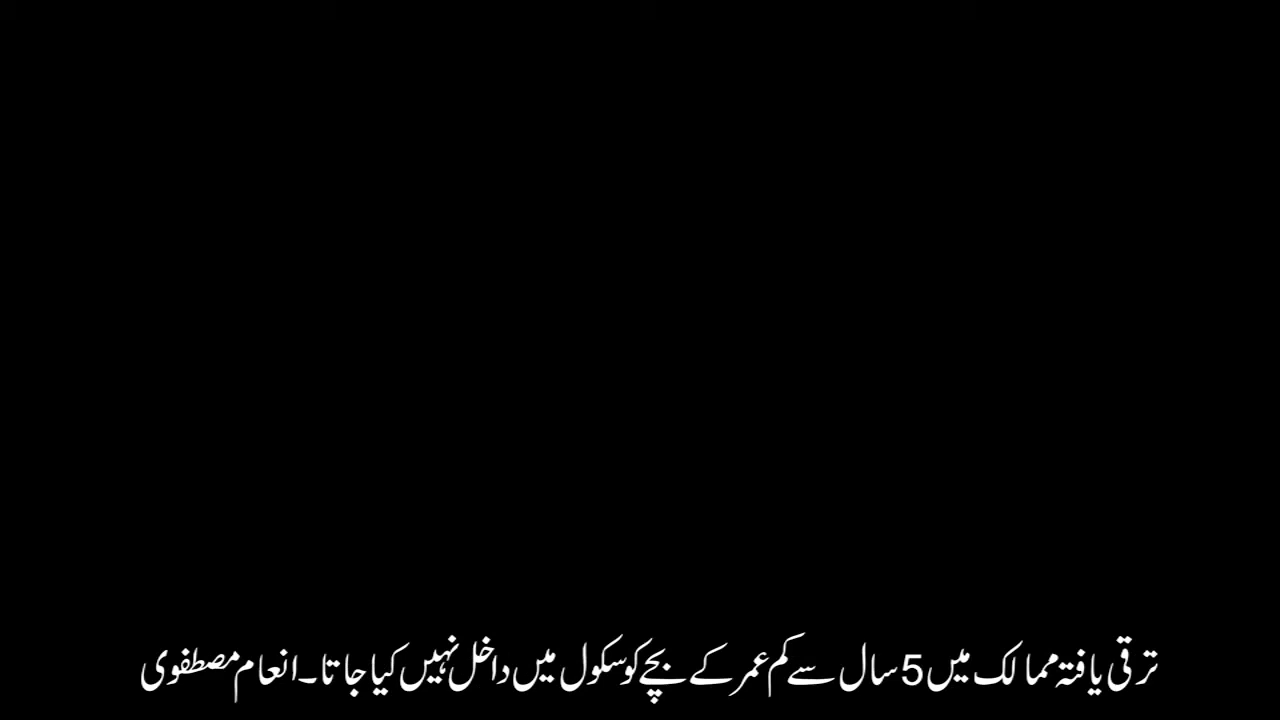 ترقی یافتہ ممالک میں 5 سال سے کم عمر کے بچے کو سکول میں داخل نہیں کیا جاتا۔ انعام مصطفوی